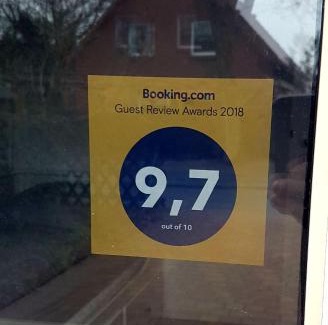 Booking.com
Guest Review Awards 2018
9,7
out of 10